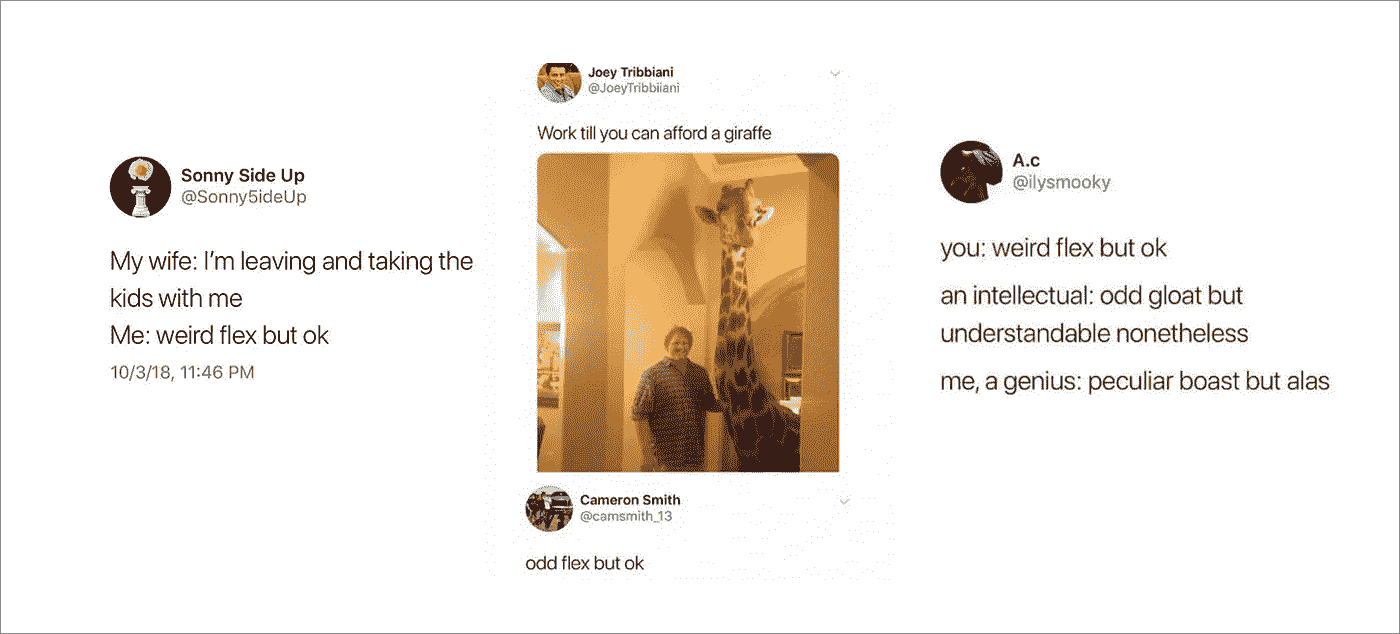 Sonny Side Up
@Sonny5ideUp
My wife: I'm leaving and taking the
kids with me
Me: weird flex but ok
10/3/18, 11:46 PM
Joey Tribbiani
@JoeyTribbiiani
Work till you can afford a giraffe
Cameron Smith
@camsmith_13
odd flex but ok
A.c
@ilysmooky
you: weird flex but ok
an intellectual: odd gloat but
understandable nonetheless
me, a genius: peculiar boast but alas